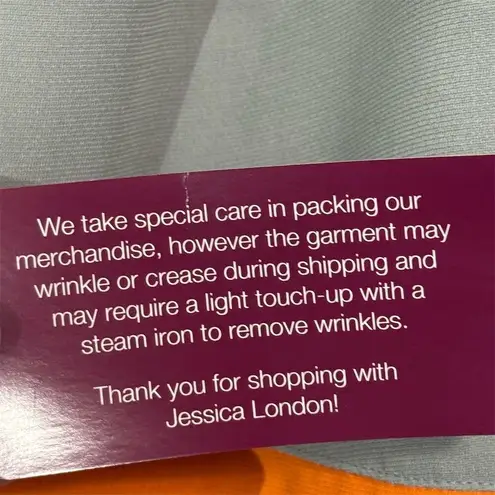 We take special care in packing our
merchandise, however the garment may
wrinkle or crease during shipping and
may require a light touch-up with a
steam iron to remove wrinkles.
Thank you for shopping with
Jessica London!